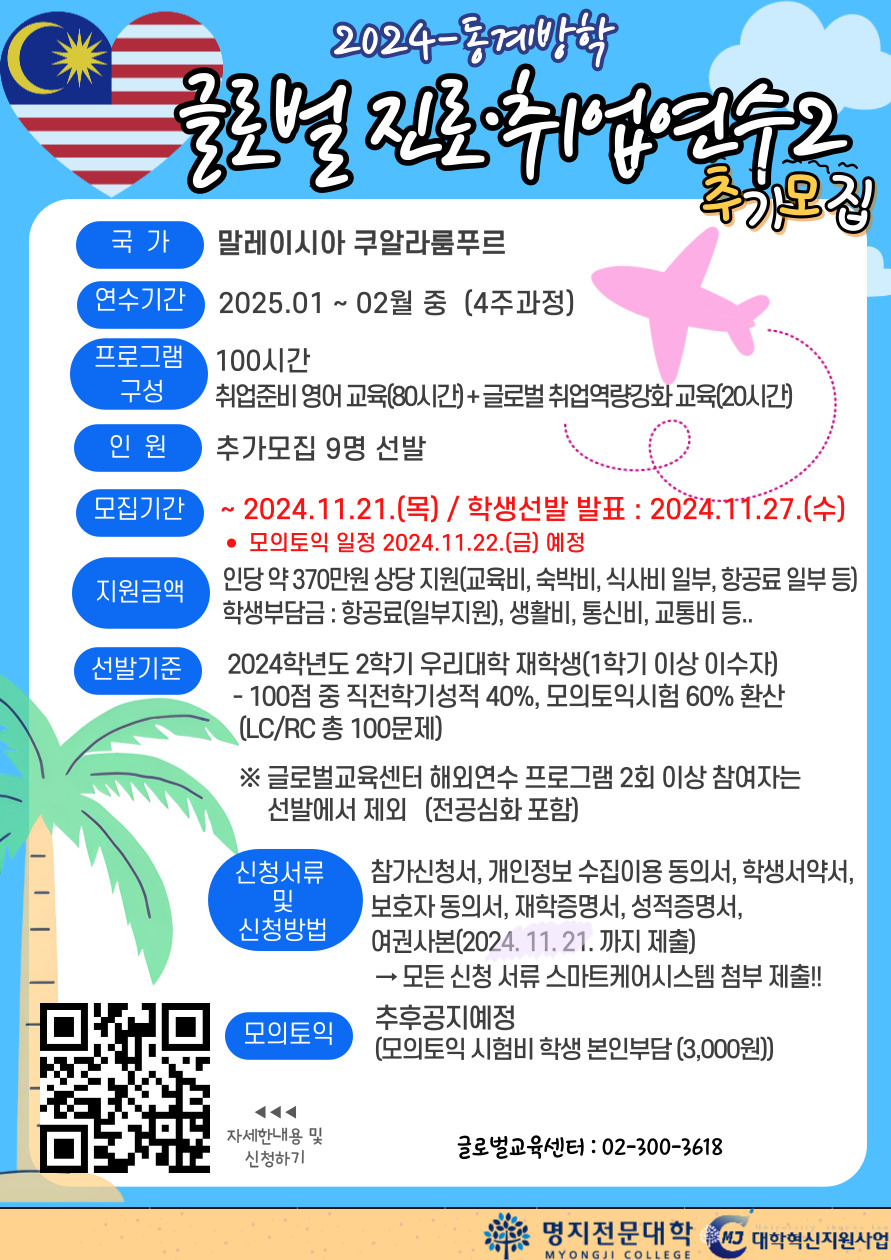 2024-동계방학
글로벌 진로·취업연수2
추가모집
국 가
말레이시아 쿠알라룸푸르
연수기간
2025.01 ~ 02월 중 (4주과정)
프로그램
구성
100시간
취업준비 영어 교육(80시간) + 글로벌 취업역량강화 교육(20시간)
인 원
추가모집 9명 선발
모집기간
~ 2024.11.21.(목) / 학생선발 발표 : 2024.11.27.(수)
• 모의토익 일정 2024.11.22.(금) 예정
지원금액
인당 약 370만원 상당 지원(교육비, 숙박비, 식사비 일부, 항공료 일부 등)
학생부담금 : 항공료(일부지원), 생활비, 통신비, 교통비 등..
선발기준
2024학년도 2학기 우리대학 재학생(1학기 이상 이수자)
- 100점 중 직전학기성적 40%, 모의토익시험 60% 환산
(LC/RC 총 100문제)
※ 글로벌교육센터 해외연수 프로그램 2회 이상 참여자는
선발에서 제외 (전공심화 포함)
신청서류
및
신청방법
참가신청서, 개인정보 수집이용 동의서, 학생서약서,
보호자 동의서, 재학증명서, 성적증명서,
여권사본(2024. 11. 21. 까지 제출)
→ 모든 신청 서류 스마트케어시스템 첨부 제출!!
모의토익
추후공지예정
(모의토익 시험비 학생 본인부담 (3,000원))
◀◀◀
자세한내용 및
신청하기
글로벌교육센터 : 02-300-3618
명지전문대학
MYONGJI COLLEGE
MJ 대학혁신지원사업